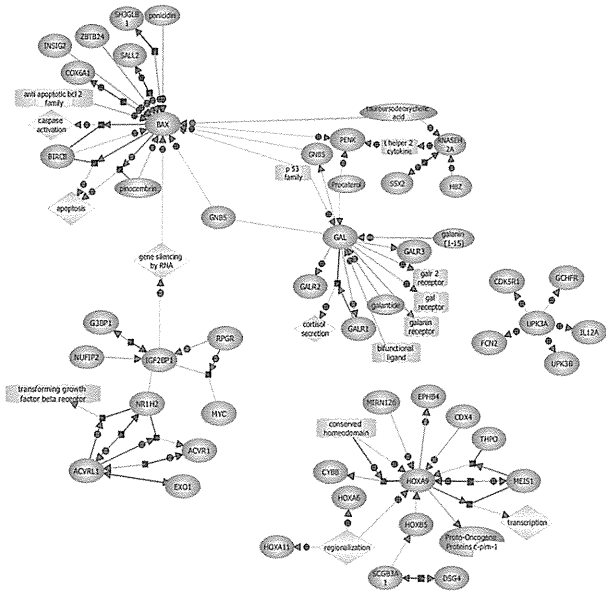 SH3GLB
1
ponicidin
ZBTB24
INSIG2
SALL2
COX6A1
anti apoptotic bcl 2
family
caspase
activation
BAX
tauroursodeoxycholic
acid
PENK
t helper 2
cytokine
RNASEH
2A
BIRC8
GNB5
p 53
family
Procaterol
SSX2
HBZ
pinocembrin
apoptosis
GNB5
GAL
galanin
(1-15)
GALR3
gene silencing
by RNA
galr 2
receptor
GALR2
gal
receptor
galantide
galanin
receptor
cortisol
secretion
GALR1
bifunctional
ligand
CDK5R1
GCHFR
UPK3A
FCN2
IL12A
UPK3B
G3BP1
RPGR
NUFIP2
IGF2BP1
transforming growth
factor beta receptor
NR1H2
MYC
ACVR1
ACVRL1
EXO1
MIRN126
EPHB4
CDX4
conserved
homeodomain
THPO
CYBB
HOXA9
MEIS1
HOXA6
HOXB5
transcription
HOXA11
regionalization
Proto-Oncogene
Proteins c-pim-1
SCGB3A
1
DSG4